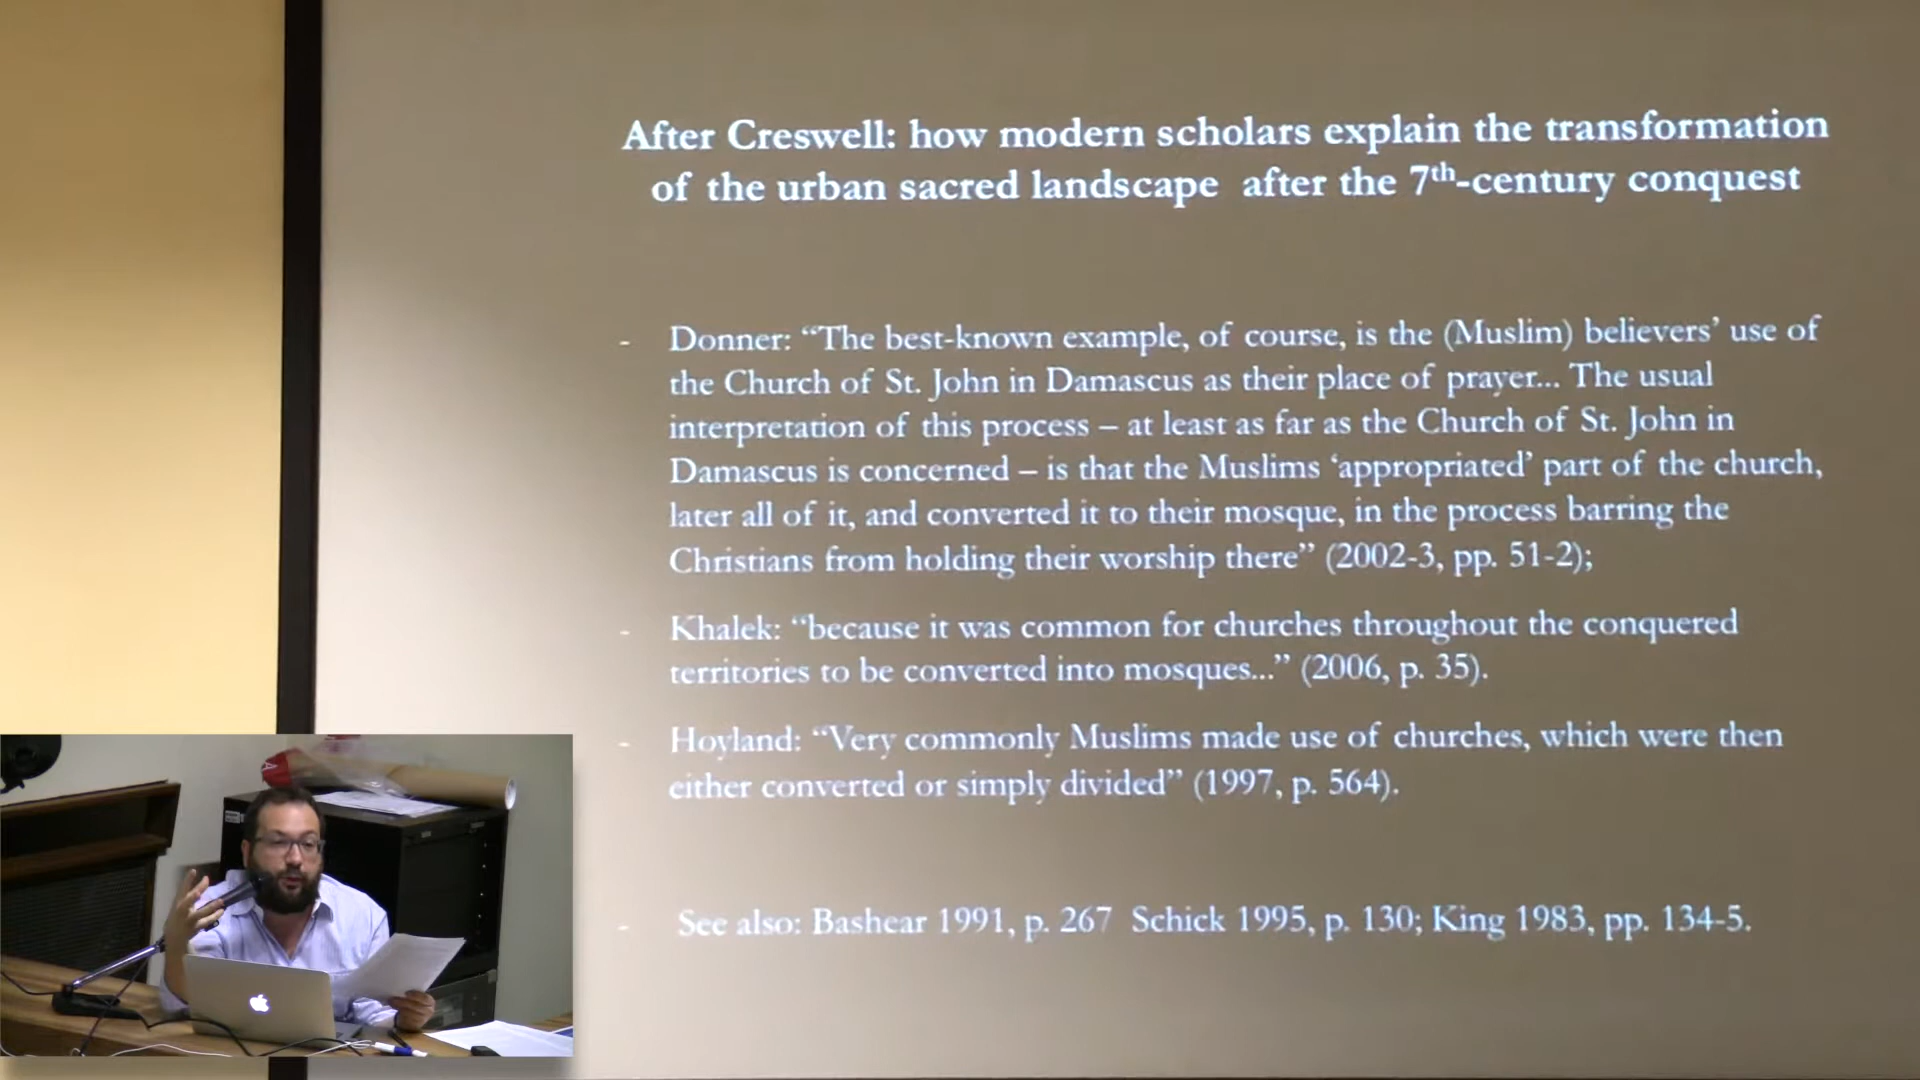 After Creswell: how modern scholars explain the transformation
of the urban sacred landscape after the 7th-century conquest
- Donner: “The best-known example, of course, is the (Muslim) believers’ use of
the Church of St. John in Damascus as their place of prayer... The usual
interpretation of this process – at least as far as the Church of St. John in
Damascus is concerned – is that the Muslims ‘appropriated’ part of the church,
later all of it, and converted it to their mosque, in the process barring the
Christians from holding their worship there” (2002-3, pp. 51-2);
- Khalek: “because it was common for churches throughout the conquered
territories to be converted into mosques...” (2006, p. 35).
- Hoyland: “Very commonly Muslims made use of churches, which were then
either converted or simply divided” (1997, p. 564).
- See also: Bashear 1991, p. 267 Schick 1995, p. 130; King 1983, pp. 134-5.